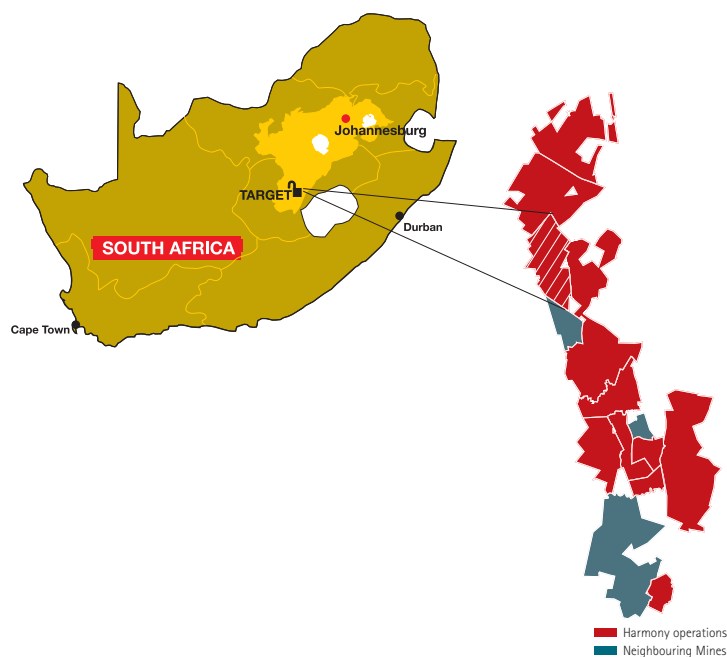 Johannesburg
TARGET
Durban
SOUTH AFRICA
Cape Town
Harmony operations
Neighbouring Mines